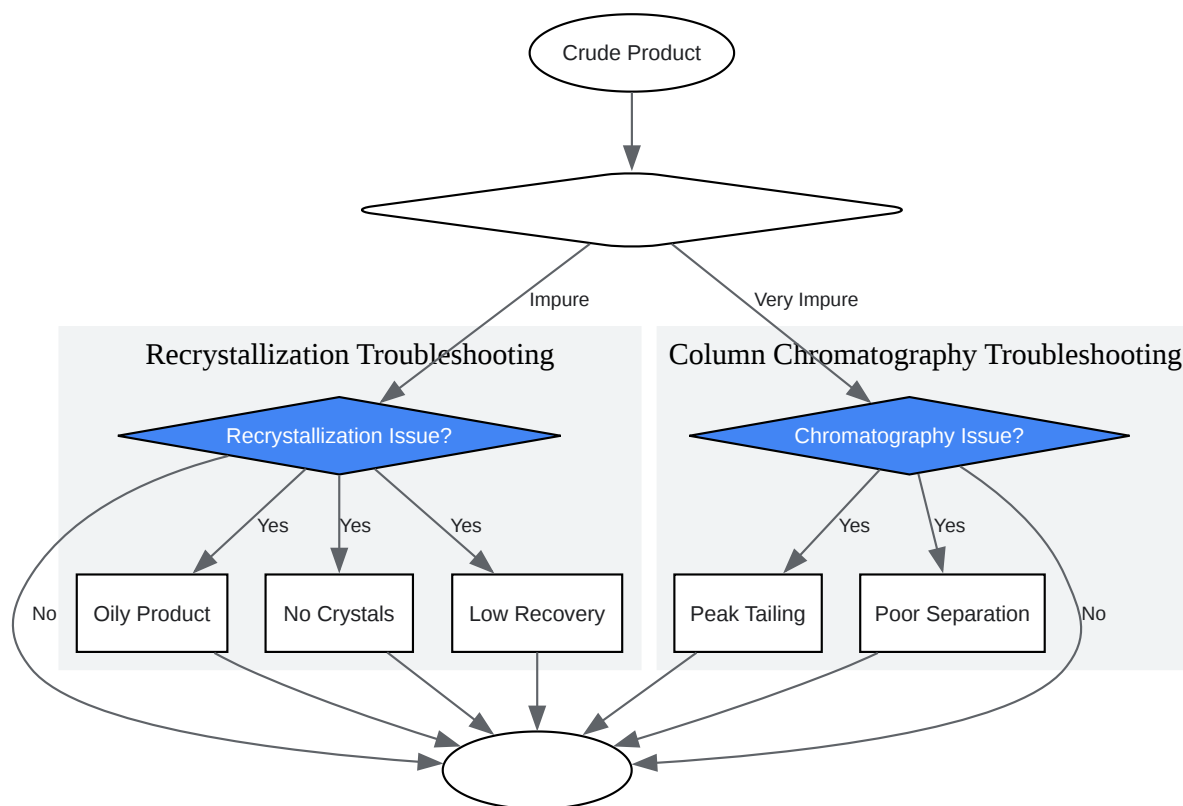 Crude Product
Impure
Very Impure
Recrystallization Troubleshooting
Column Chromatography Troubleshooting
Recrystallization Issue?
Chromatography Issue?
Yes
Yes
Yes
Yes
Yes
No
Oily Product
No Crystals
Low Recovery
Peak Tailing
Poor Separation
No